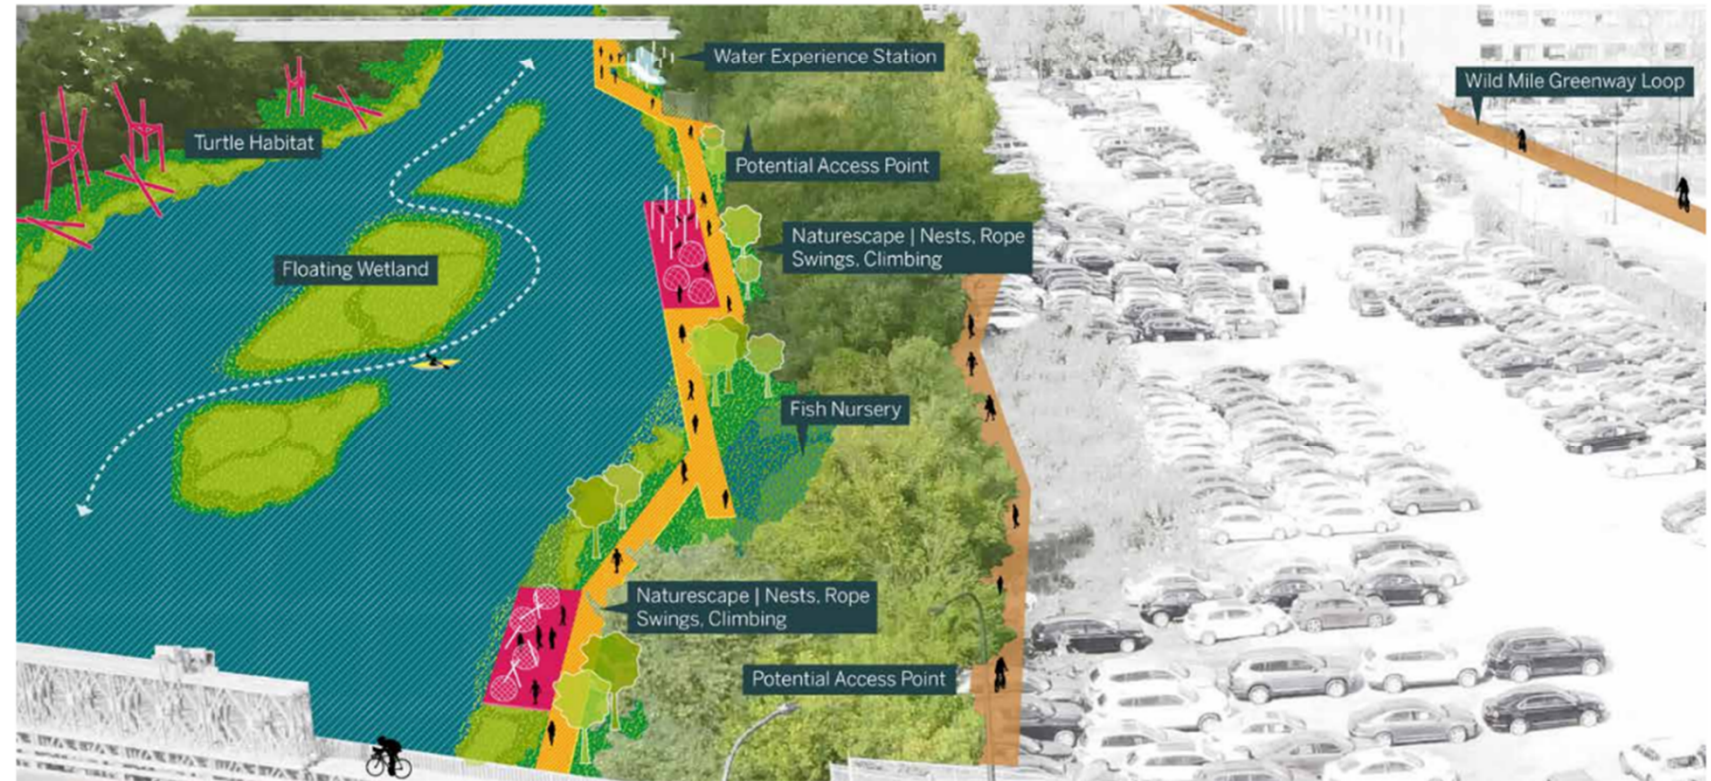 Water Experience Station
Wild Mile Greenway Loop
Turtle Habitat
Potential Access Point
Naturescape | Nests, Rope
Swings, Climbing
Floating Wetland
Fish Nursery
Naturescape | Nests, Rope
Swings, Climbing
Potential Access Point